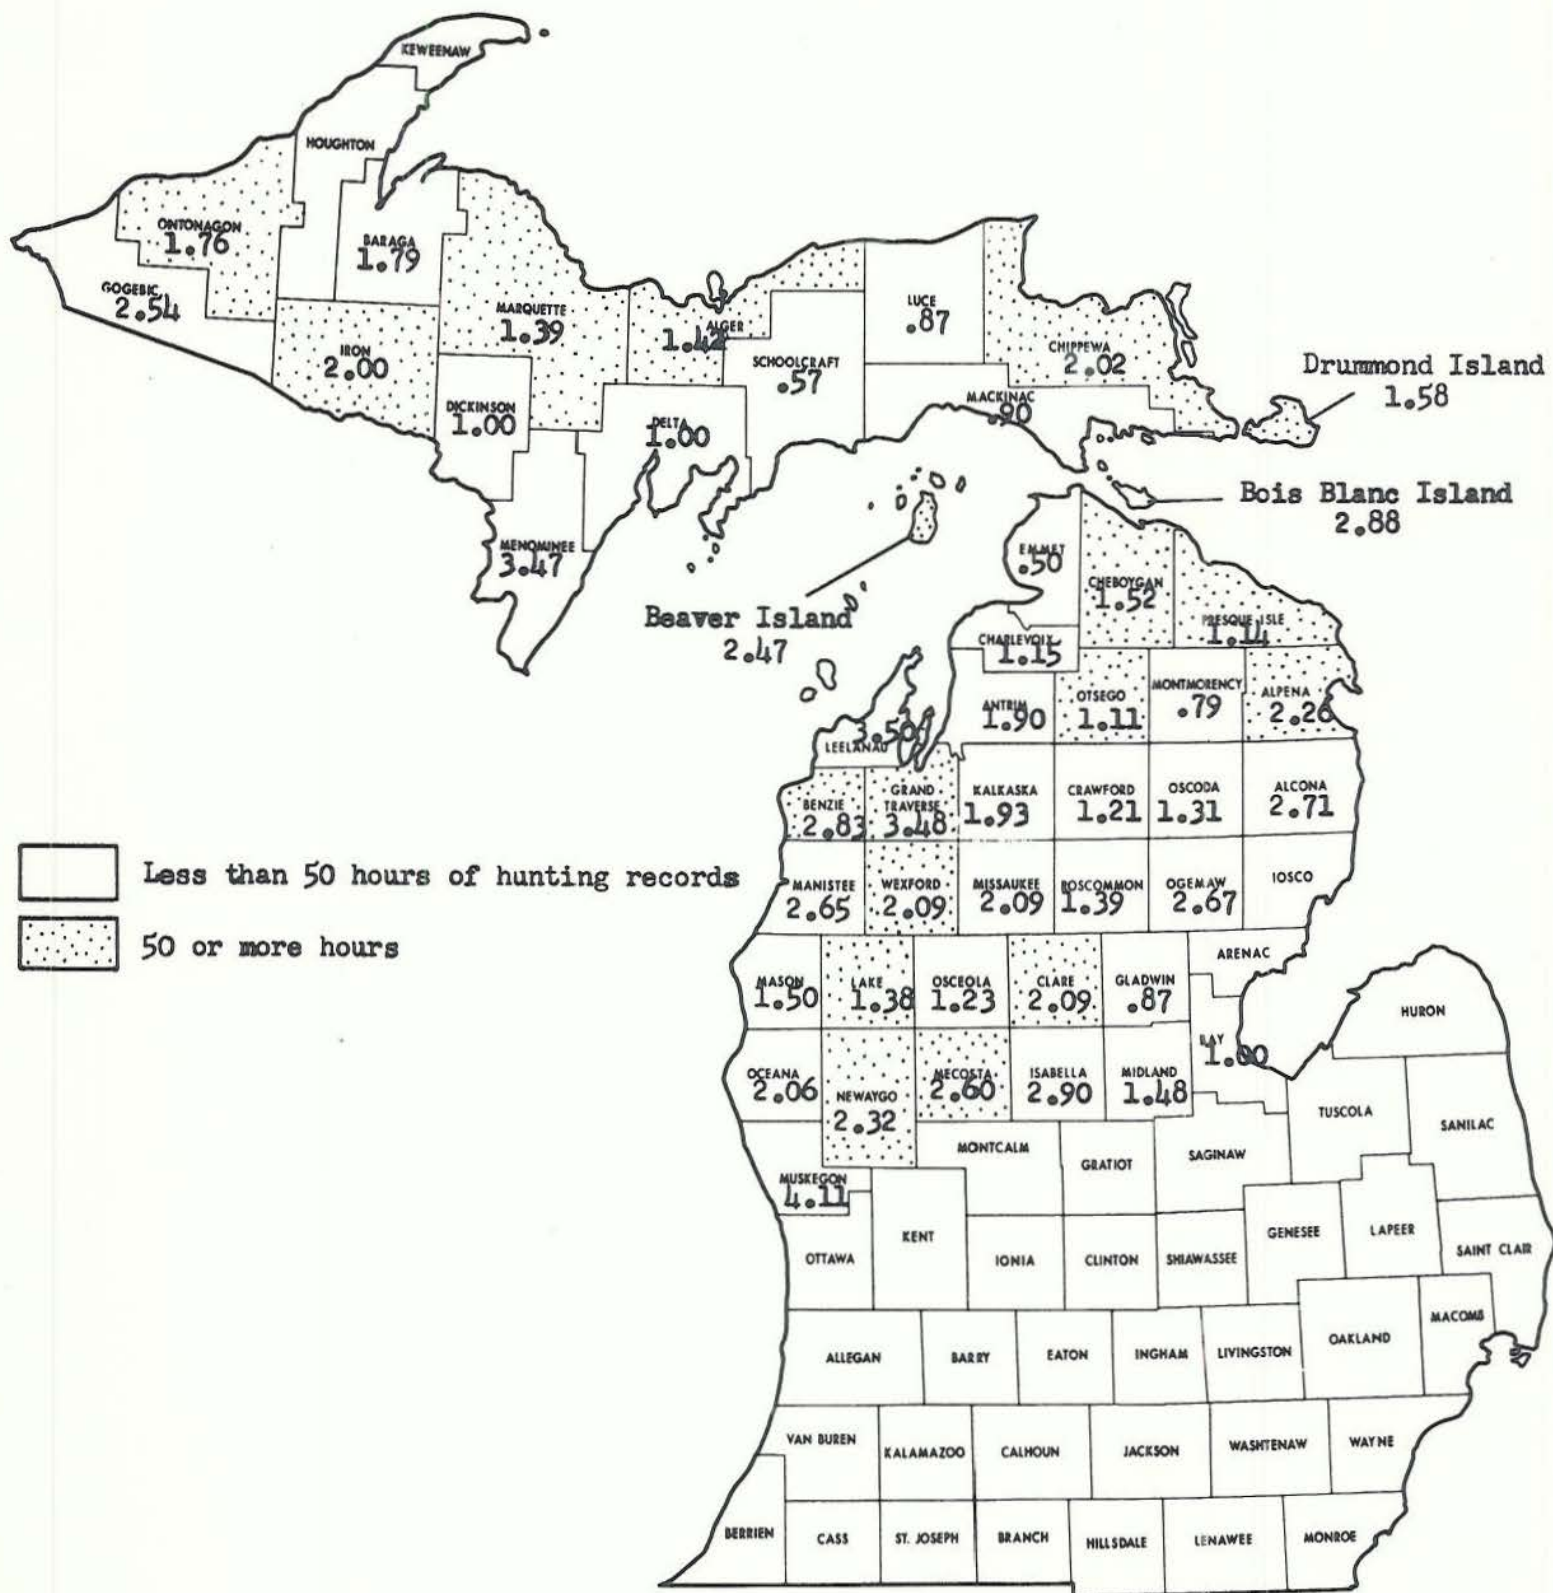 KEWEENAW
HOUGHTON
ONTONAGON
1.76
BARAGA
1.79
GOGEBIC
2.54
MARQUETTE
1.39
ALGER
1.42
LUCE
.87
IRON
2.00
SCHOOLCRAFT
.57
CHIPPEWA
2.02
Drummond Island
1.58
DICKINSON
1.00
DELTA
1.00
MACKINAC
.90
Bois Blanc Island
2.88
MENOMINEE
3.47
EMMET
.50
CHEBOYGAN
1.52
Beaver Island
2.47
PRESQUE ISLE
1.14
CHARLEVOIX
1.15
ANTRIM
1.90
OTSEGO
1.11
MONTMORENCY
.79
ALPENA
2.26
3.50
LEELANAU
BENZIE
2.83
GRAND
TRAVERSE
3.48
KALKASKA
1.93
CRAWFORD
1.21
OSCODA
1.31
ALCONA
2.71
Less than 50 hours of hunting records
50 or more hours
MANISTEE
2.65
WEXFORD
2.09
MISSAUKEE
2.09
ROSCOMMON
1.39
OGEMAW
2.67
IOSCO
ARENAC
MASON
1.50
LAKE
1.38
OSCEOLA
1.23
CLARE
2.09
GLADWIN
.87
HURON
BAY
1.00
OCEANA
2.06
NEWAYGO
2.32
MECOSTA
2.60
ISABELLA
2.90
MIDLAND
1.48
TUSCOLA
SANILAC
MONTCALM
GRATIOT
SAGINAW
MUSKEGON
4.11
OTTAWA
KENT
IONIA
CLINTON
SHIAWASSEE
GENESEE
LAPEER
SAINT CLAIR
ALLEGAN
BARRY
EATON
INGHAM
LIVINGSTON
OAKLAND
MACOMB
VAN BUREN
KALAMAZOO
CALHOUN
JACKSON
WASHTENAW
WAYNE
BERRIEN
CASS
ST. JOSEPH
BRANCH
HILLSDALE
LENAWEE
MONROE